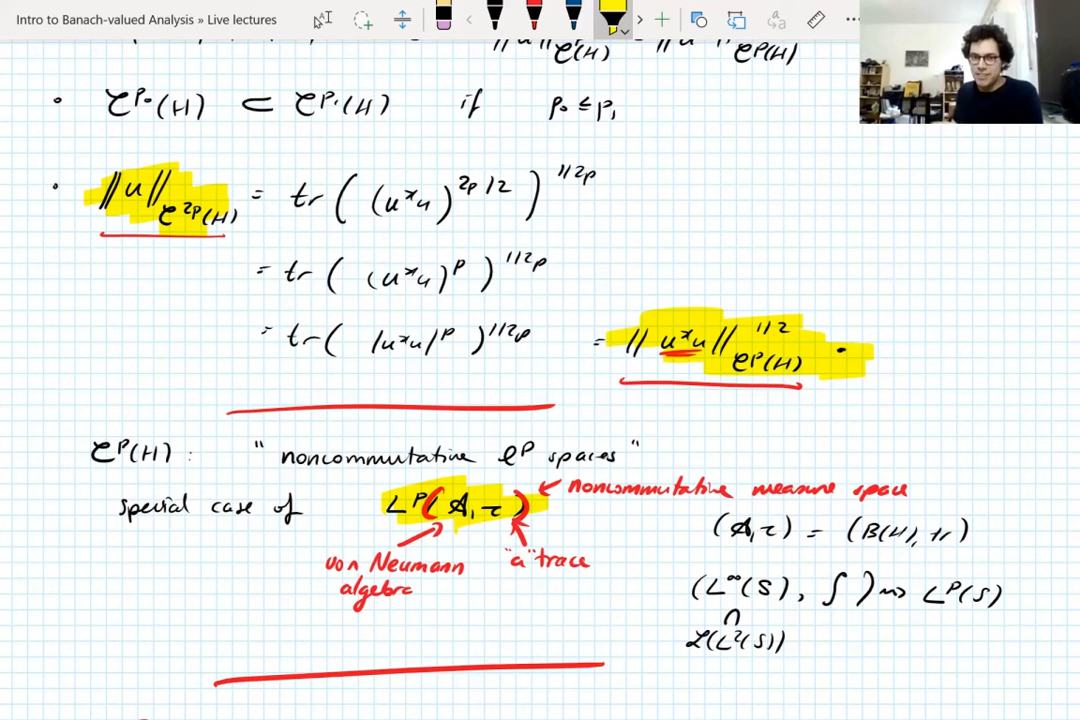 Intro to Banach-valued Analysis » Live lectures
‖u‖_{C^p(H)} = ‖u*‖_{C^p(H)}
• C^{p₀}(H) ⊂ C^{p₁}(H) if p₀ ≤ p₁
• ‖u‖_{C^{2p}(H)} = tr( (u*u)^{2p/2} )^{1/2p}
= tr( (u*u)^p )^{1/2p}
= tr( |u*u|^p )^{1/2p} = ‖u*u‖^{1/2}_{C^p(H)} .
C^p(H) : "noncommutative ℓ^p spaces"
special case of L^p(A, τ) ← noncommutative measure space
(A, τ) = (B(H), tr)
von Neumann algebra
"a" trace
(L^∞(S), ∫) ⇝ L^p(S)
∩
L(L²(S))